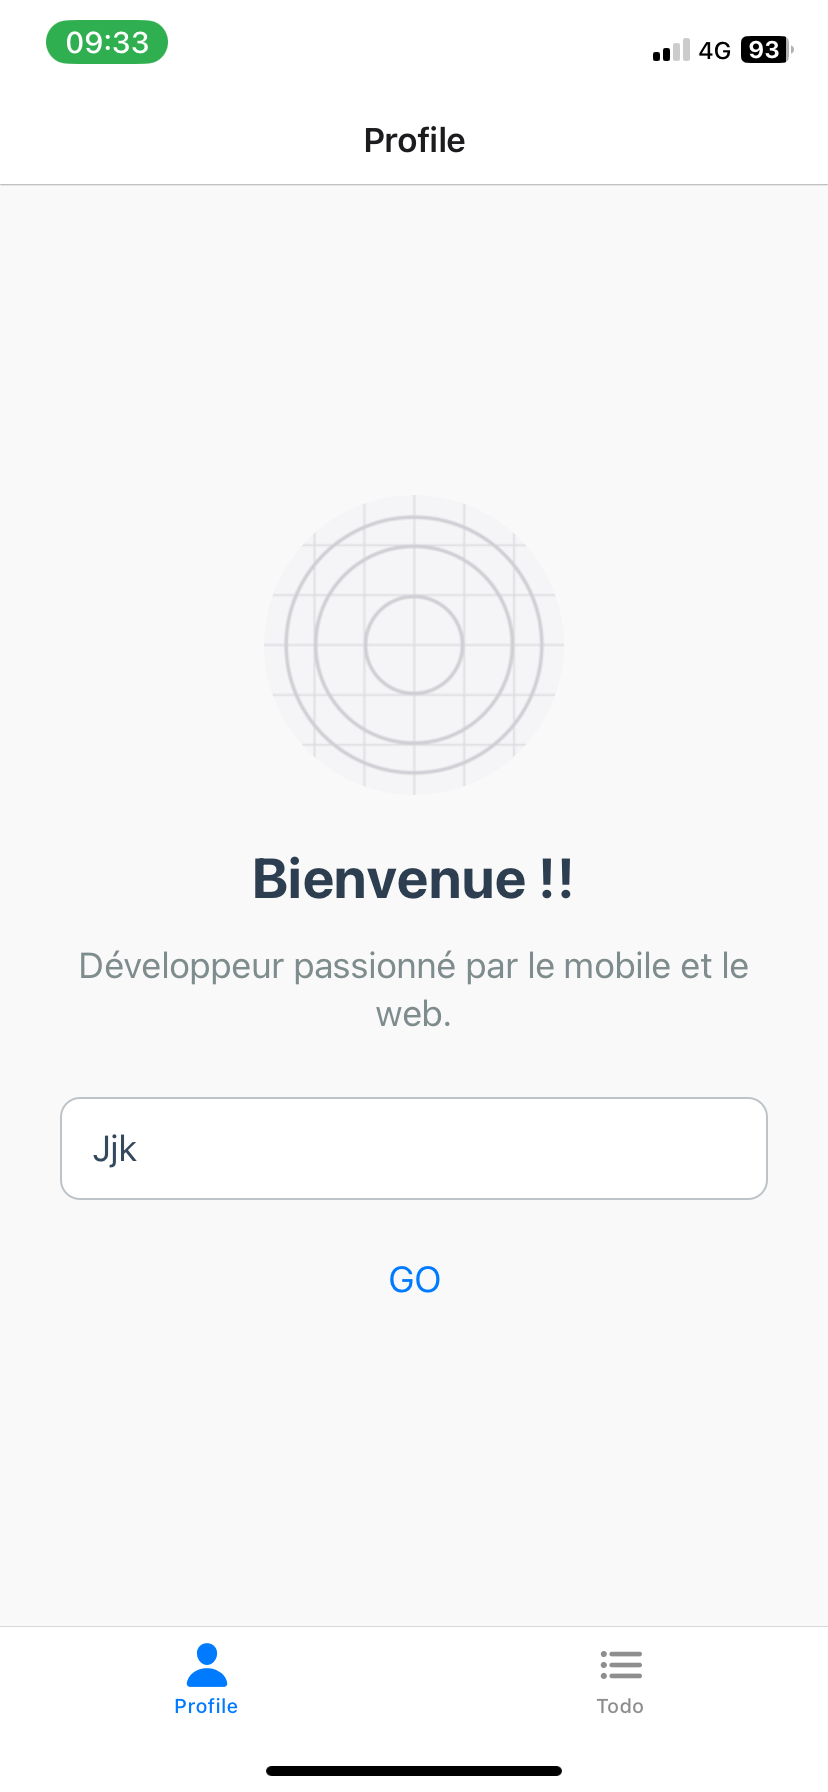 09:33
4G 93
Profile
Bienvenue !!
Développeur passionné par le mobile et le
web.
Jjk
GO
Profile Todo